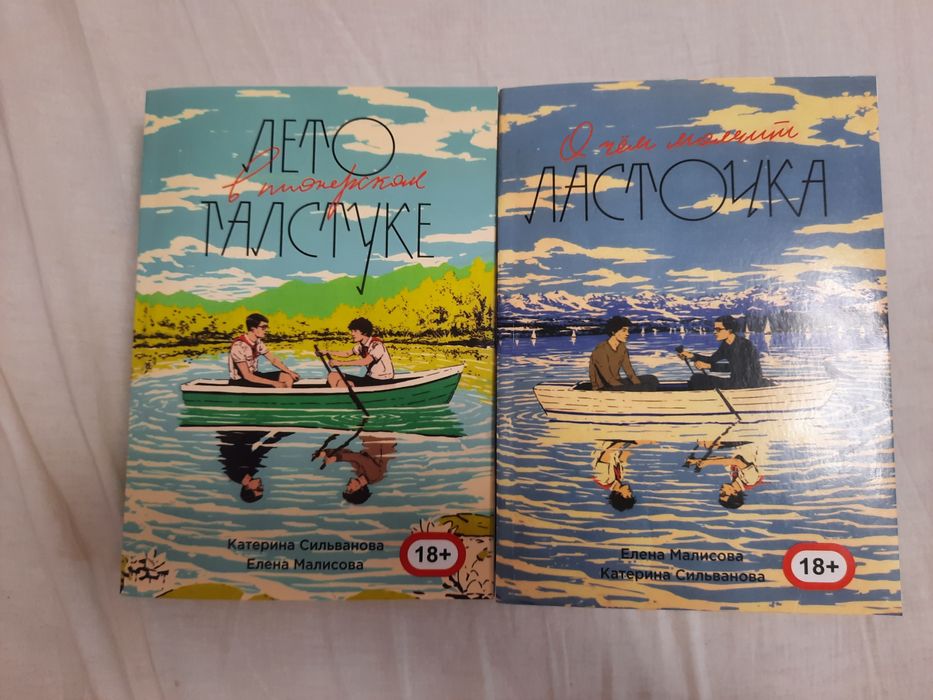 ЛЕТО
в пионерском
ГАЛСТУКЕ
Катерина Сильванова
Елена Малисова
18+
О чём молчит
ЛАСТОЧКА
Елена Малисова
Катерина Сильванова
18+